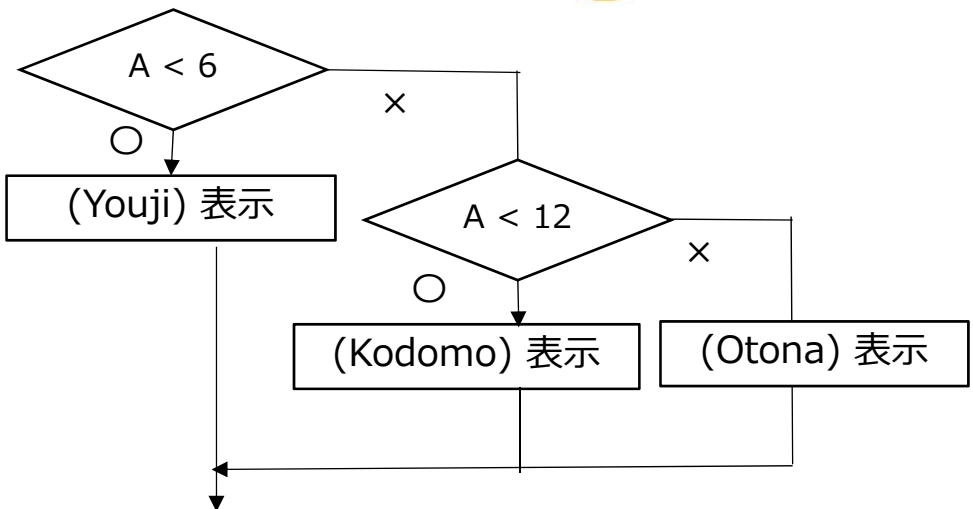 A < 6
×
○
(Youji) 表示
A < 12
×
○
(Kodomo) 表示
(Otona) 表示